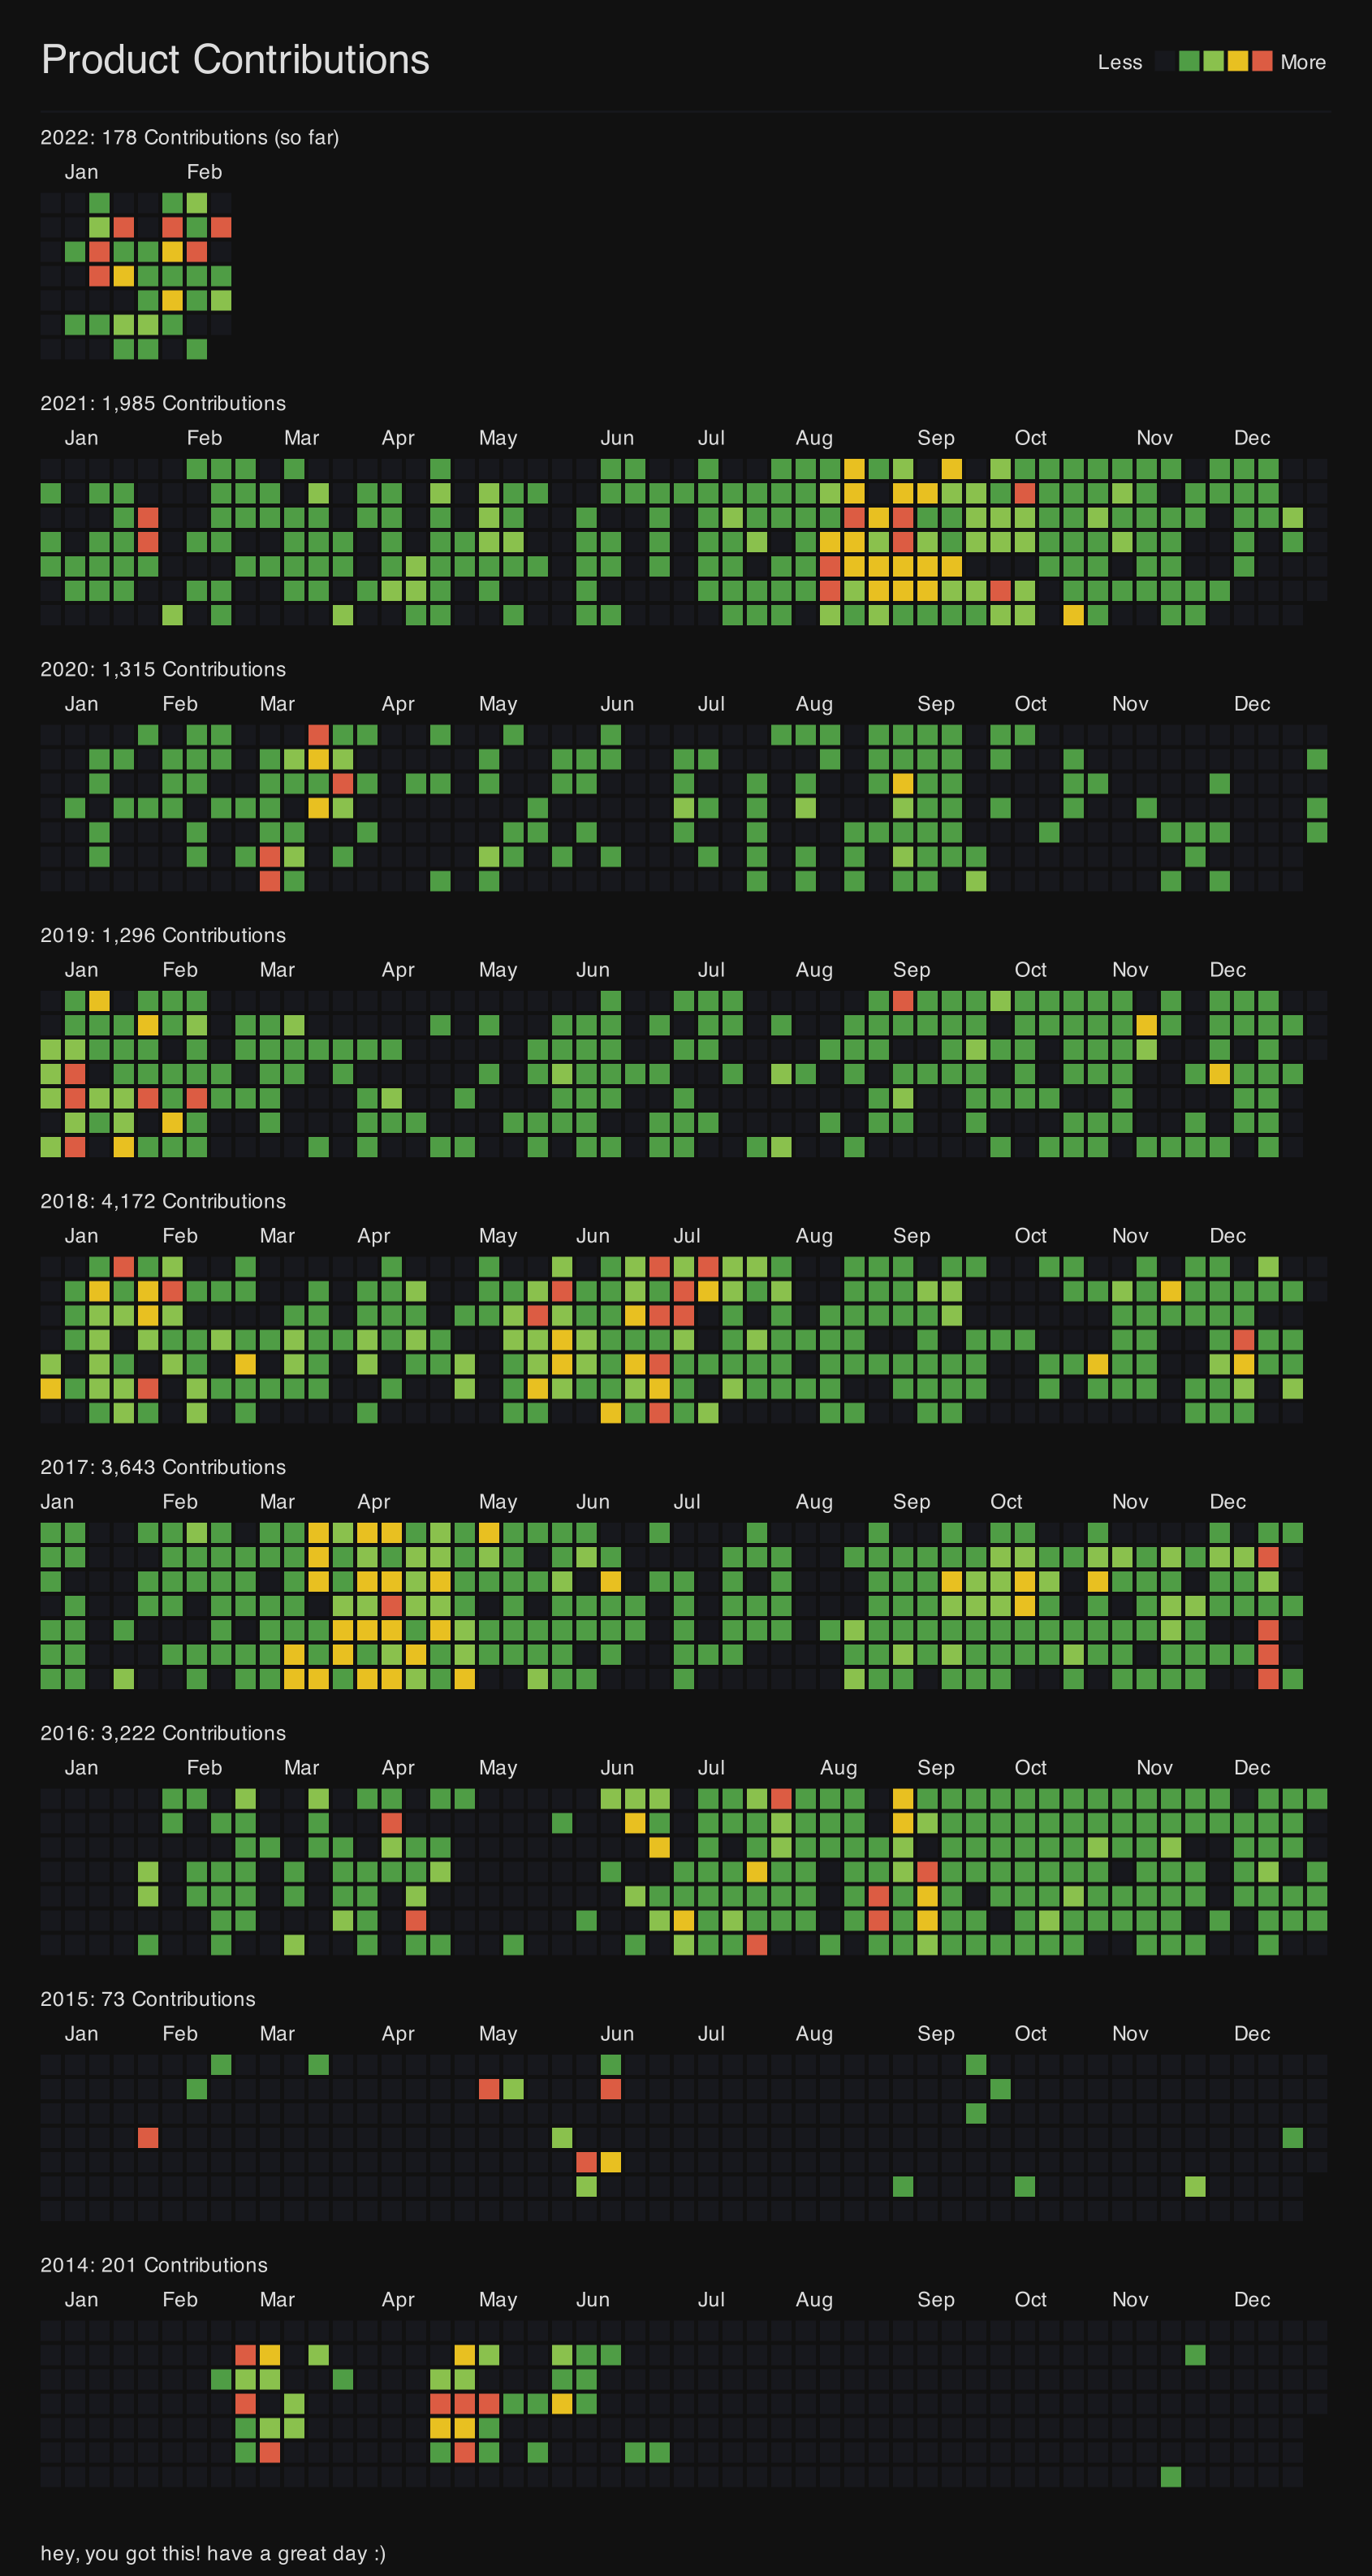 Product Contributions
Less More
2022: 178 Contributions (so far)
Jan Feb
2021: 1,985 Contributions
Jan Feb Mar Apr May Jun Jul Aug Sep Oct Nov Dec
2020: 1,315 Contributions
Jan Feb Mar Apr May Jun Jul Aug Sep Oct Nov Dec
2019: 1,296 Contributions
Jan Feb Mar Apr May Jun Jul Aug Sep Oct Nov Dec
2018: 4,172 Contributions
Jan Feb Mar Apr May Jun Jul Aug Sep Oct Nov Dec
2017: 3,643 Contributions
Jan Feb Mar Apr May Jun Jul Aug Sep Oct Nov Dec
2016: 3,222 Contributions
Jan Feb Mar Apr May Jun Jul Aug Sep Oct Nov Dec
2015: 73 Contributions
Jan Feb Mar Apr May Jun Jul Aug Sep Oct Nov Dec
2014: 201 Contributions
Jan Feb Mar Apr May Jun Jul Aug Sep Oct Nov Dec
hey, you got this! have a great day :)